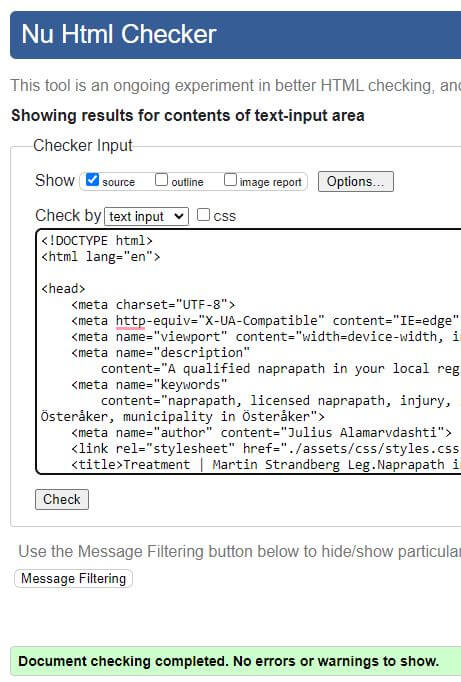 Nu Html Checker
This tool is an ongoing experiment in better HTML checking, and
Showing results for contents of text-input area
Checker Input
Show source outline image report Options...
Check by text input css
<!DOCTYPE html>
<html lang="en">
<head>
<meta charset="UTF-8">
<meta http-equiv="X-UA-Compatible" content="IE=edge"
<meta name="viewport" content="width=device-width, in
<meta name="description"
content="A qualified naprapath in your local reg
<meta name="keywords"
content="naprapath, licensed naprapath, injury,
Österåker, municipality in Österåker">
<meta name="author" content="Julius Alamarvdashti">
<link rel="stylesheet" href="./assets/css/styles.css
<title>Treatment | Martin Strandberg Leg.Naprapath i
Check
Use the Message Filtering button below to hide/show particular
Message Filtering
Document checking completed. No errors or warnings to show.